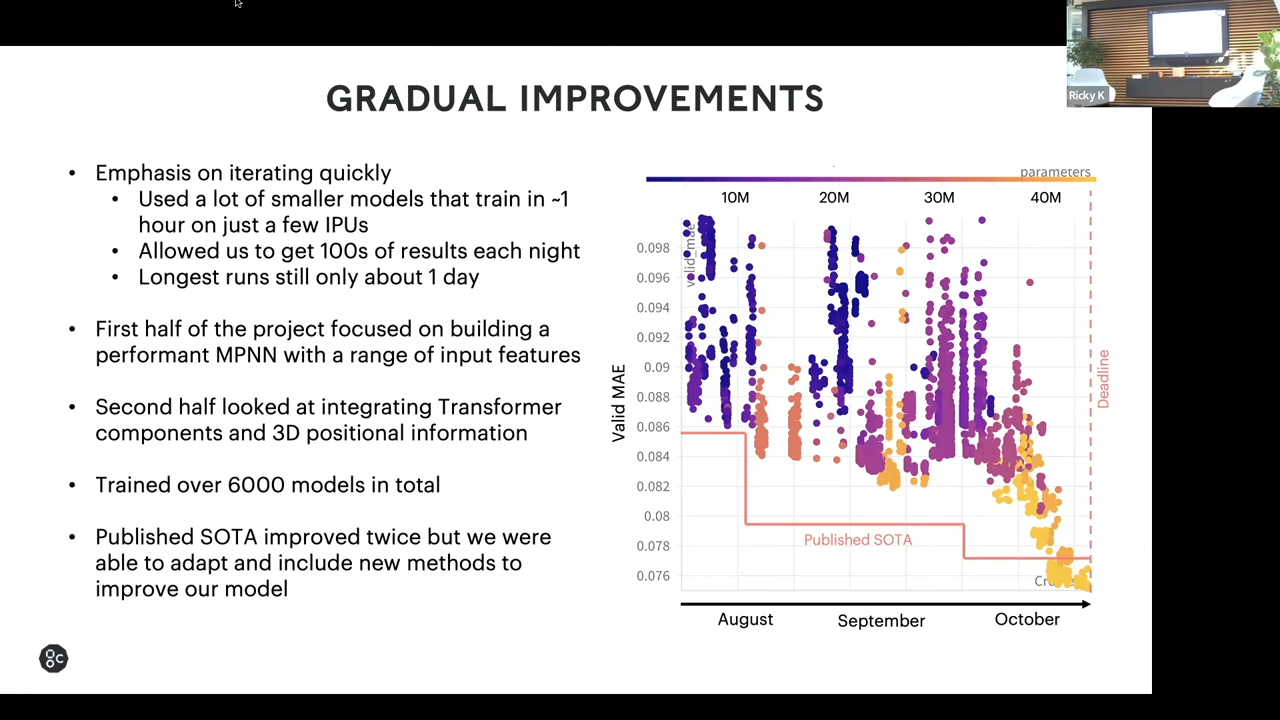 Ricky K
GRADUAL IMPROVEMENTS
• Emphasis on iterating quickly
• Used a lot of smaller models that train in ~1
hour on just a few IPUs
• Allowed us to get 100s of results each night
• Longest runs still only about 1 day
• First half of the project focused on building a
performant MPNN with a range of input features
• Second half looked at integrating Transformer
components and 3D positional information
• Trained over 6000 models in total
• Published SOTA improved twice but we were
able to adapt and include new methods to
improve our model
parameters
10M 20M 30M 40M
valid_mae
Valid MAE
0.098
0.096
0.094
0.092
0.09
0.088
0.086
0.084
0.082
0.08
0.078
0.076
Published SOTA
Deadline
August September October